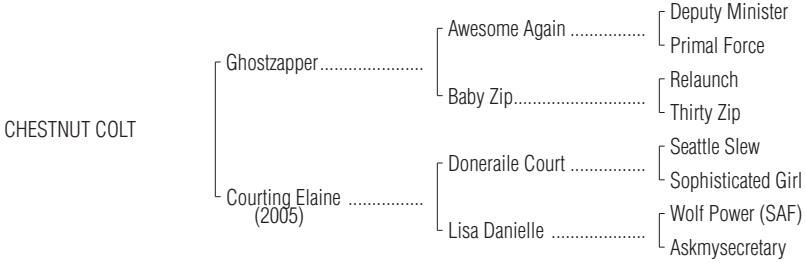 Deputy Minister
Awesome Again ................
Primal Force
Ghostzapper......................
Relaunch
Baby Zip............................
Thirty Zip
CHESTNUT COLT
Seattle Slew
Doneraile Court ................
Sophisticated Girl
Courting Elaine ................
(2005)
Wolf Power (SAF)
Lisa Danielle ....................
Askmysecretary